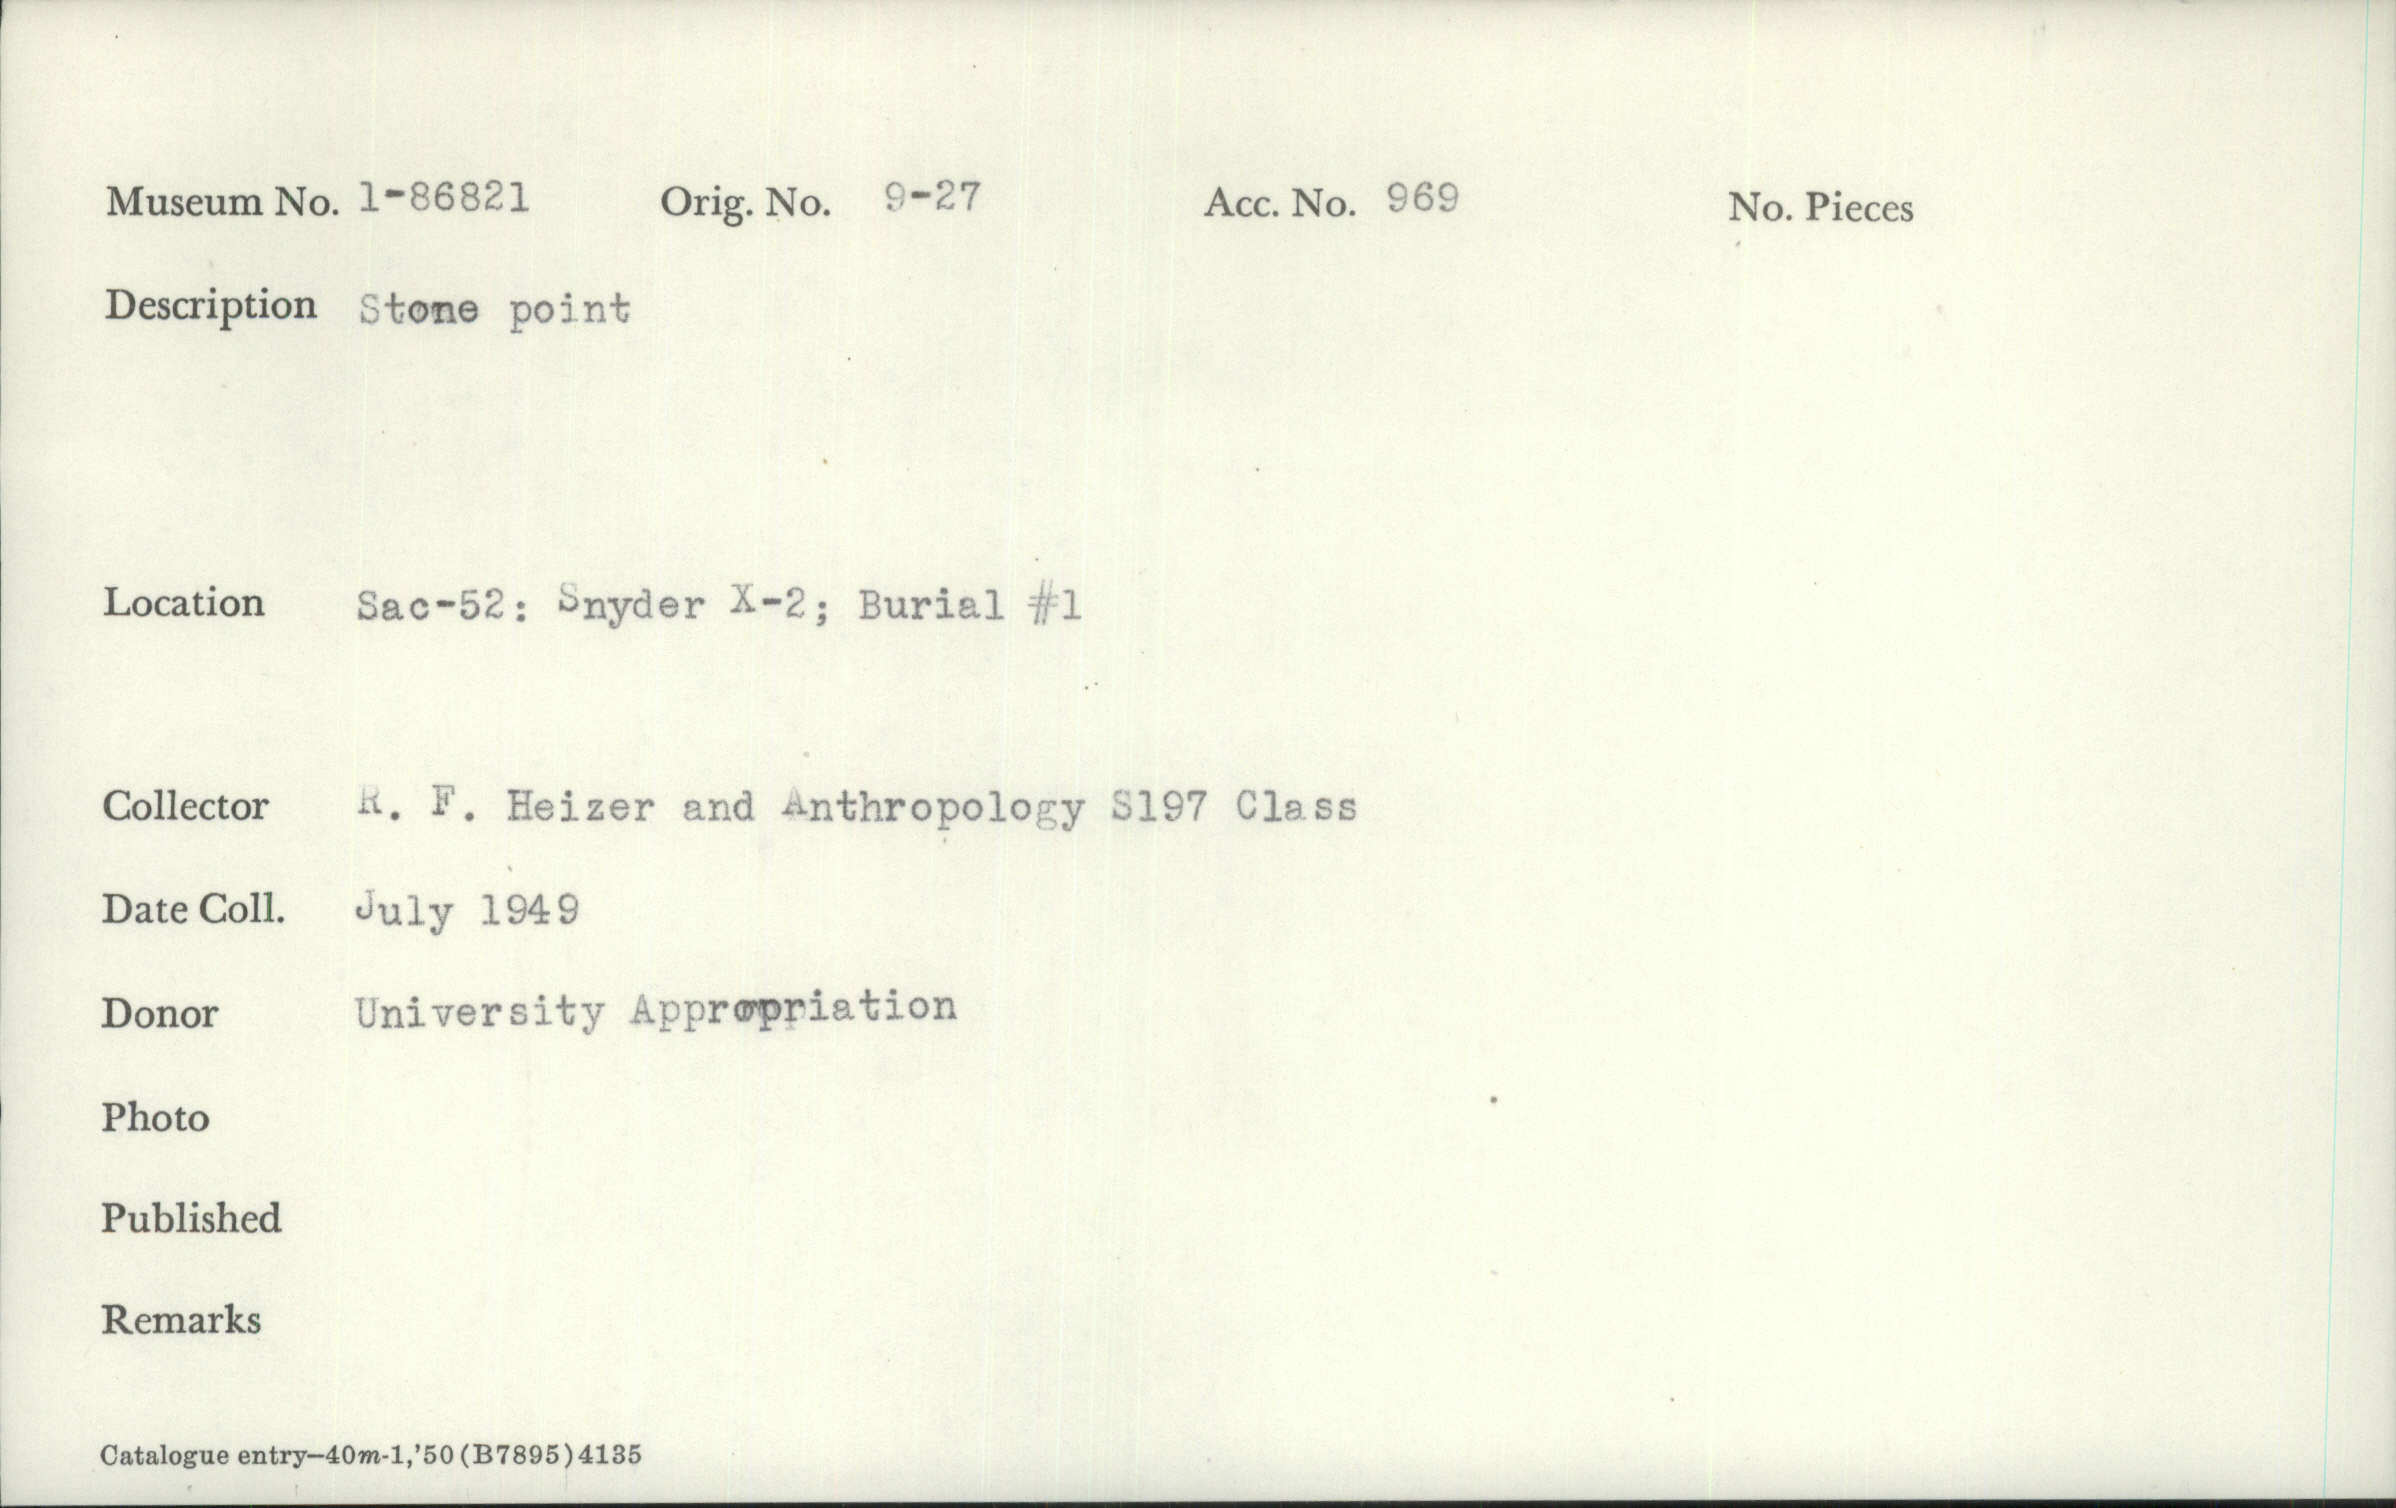 Museum No. 1-86821 Orig. No. 9-27 Acc. No. 969 No. Pieces
Description Stone point
Location Sac-52: Snyder X-2; Burial #1
Collector R. F. Heizer and Anthropology S197 Class
Date Coll. July 1949
Donor University Appropriation
Photo
Published
Remarks
Catalogue entry—40m-1,'50 (B7895) 4135